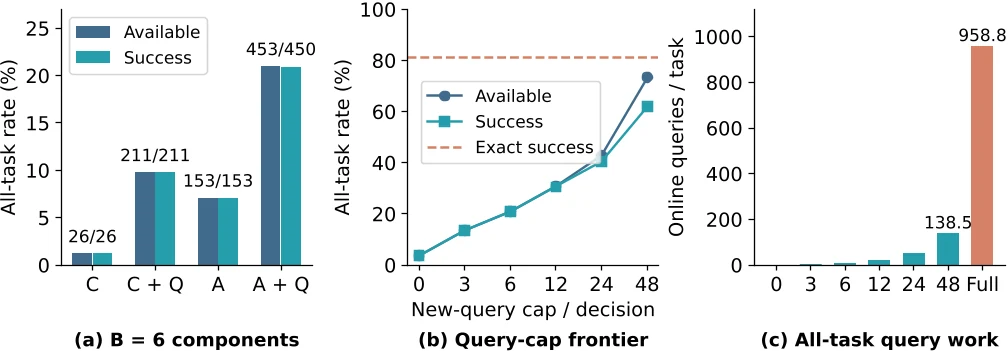 All-task rate (%)
25
20
15
10
5
0
Available
Success
26/26
211/211
153/153
453/450
C
C + Q
A
A + Q
(a) B = 6 components
All-task rate (%)
100
80
60
40
20
0
Available
Success
Exact success
0
3
6
12
24
48
New-query cap / decision
(b) Query-cap frontier
Online queries / task
1000
800
600
400
200
0
138.5
958.8
0
3
6
12
24
48
Full
(c) All-task query work